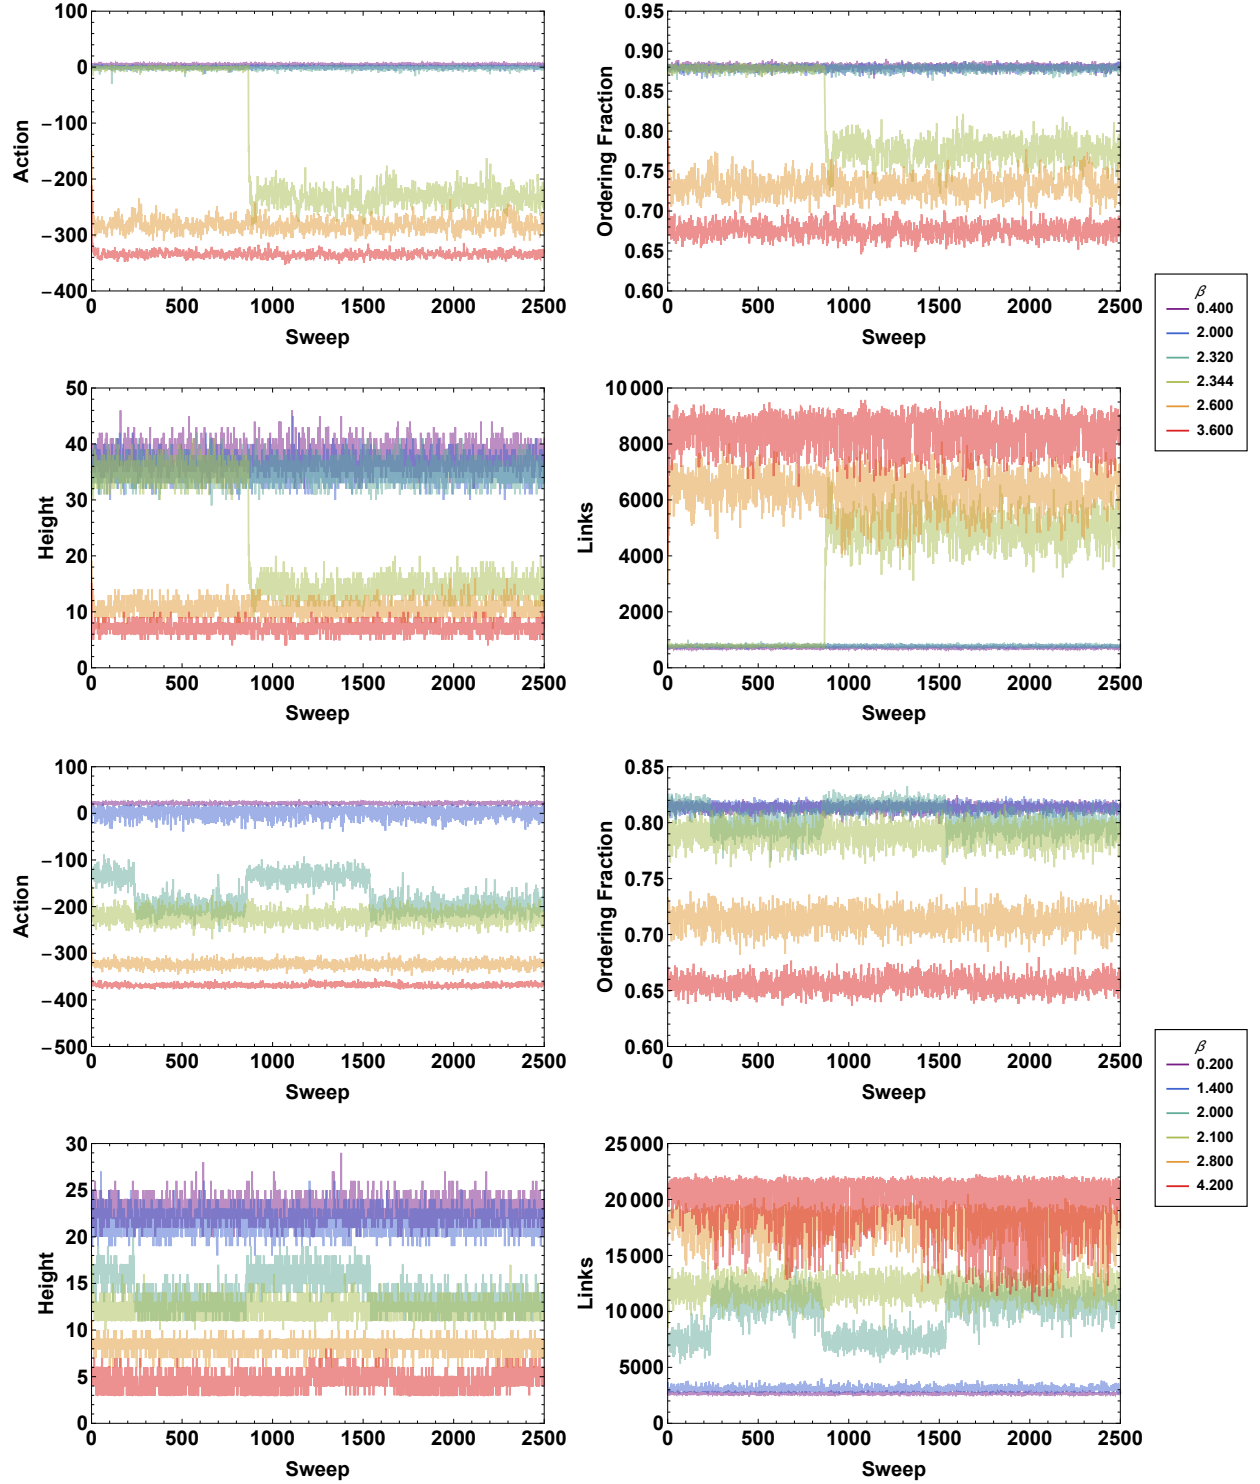 100
0
−100
−200
−300
−400
Action
0 500 1000 1500 2000 2500
Sweep
0.95
0.90
0.85
0.80
0.75
0.70
0.65
0.60
Ordering Fraction
0 500 1000 1500 2000 2500
Sweep
β
0.400
2.000
2.320
2.344
2.600
3.600
50
40
30
20
10
0
Height
0 500 1000 1500 2000 2500
Sweep
10 000
8000
6000
4000
2000
0
Links
0 500 1000 1500 2000 2500
Sweep
100
0
−100
−200
−300
−400
−500
Action
0 500 1000 1500 2000 2500
Sweep
0.85
0.80
0.75
0.70
0.65
0.60
Ordering Fraction
0 500 1000 1500 2000 2500
Sweep
β
0.200
1.400
2.000
2.100
2.800
4.200
30
25
20
15
10
5
0
Height
0 500 1000 1500 2000 2500
Sweep
25 000
20 000
15 000
10 000
5000
0
Links
0 500 1000 1500 2000 2500
Sweep